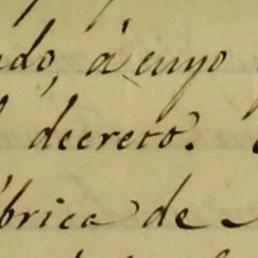 do, á cuyo
decreto.
brica de